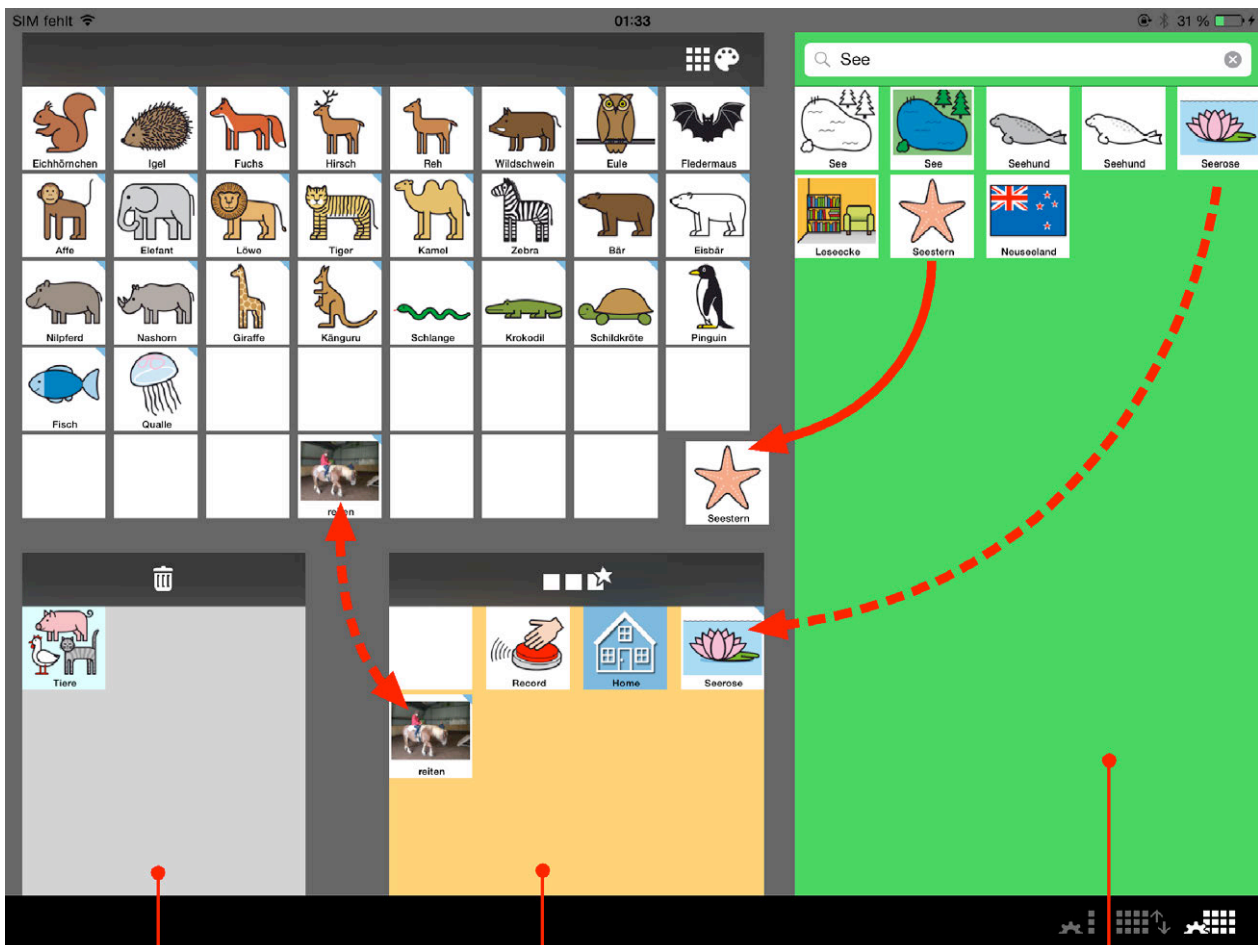 SIM fehlt 01:33 31 %
See
Eichhörnchen Igel Fuchs Hirsch Reh Wildschwein Eule Fledermaus
See See Seehund Seehund Seerose
Affe Elefant Löwe Tiger Kamel Zebra Bär Eisbär
Leseecke Seestern Neuseeland
Nilpferd Nashorn Giraffe Känguru Schlange Krokodil Schildkröte Pinguin
Fisch Qualle
reiten
Seestern
Tiere
Record Home Seerose
reiten